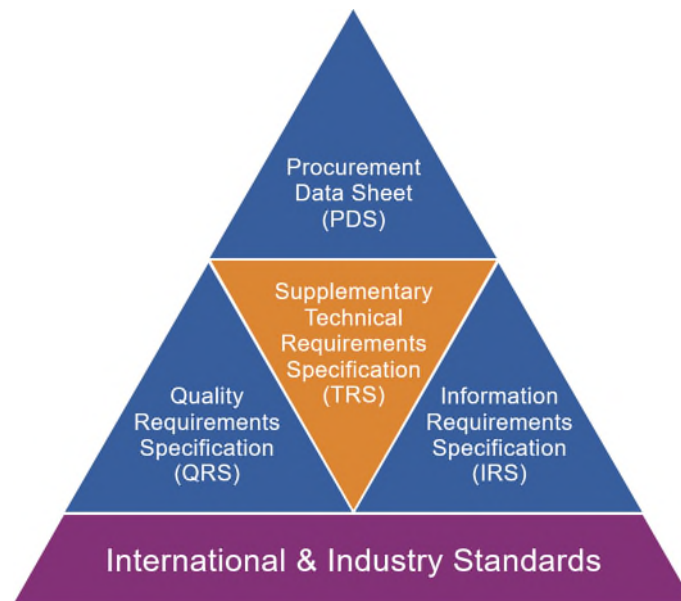 Procurement
Data Sheet
(PDS)
Supplementary
Technical
Requirements
Specification
(TRS)
Quality
Requirements
Specification
(QRS)
Information
Requirements
Specification
(IRS)
International & Industry Standards